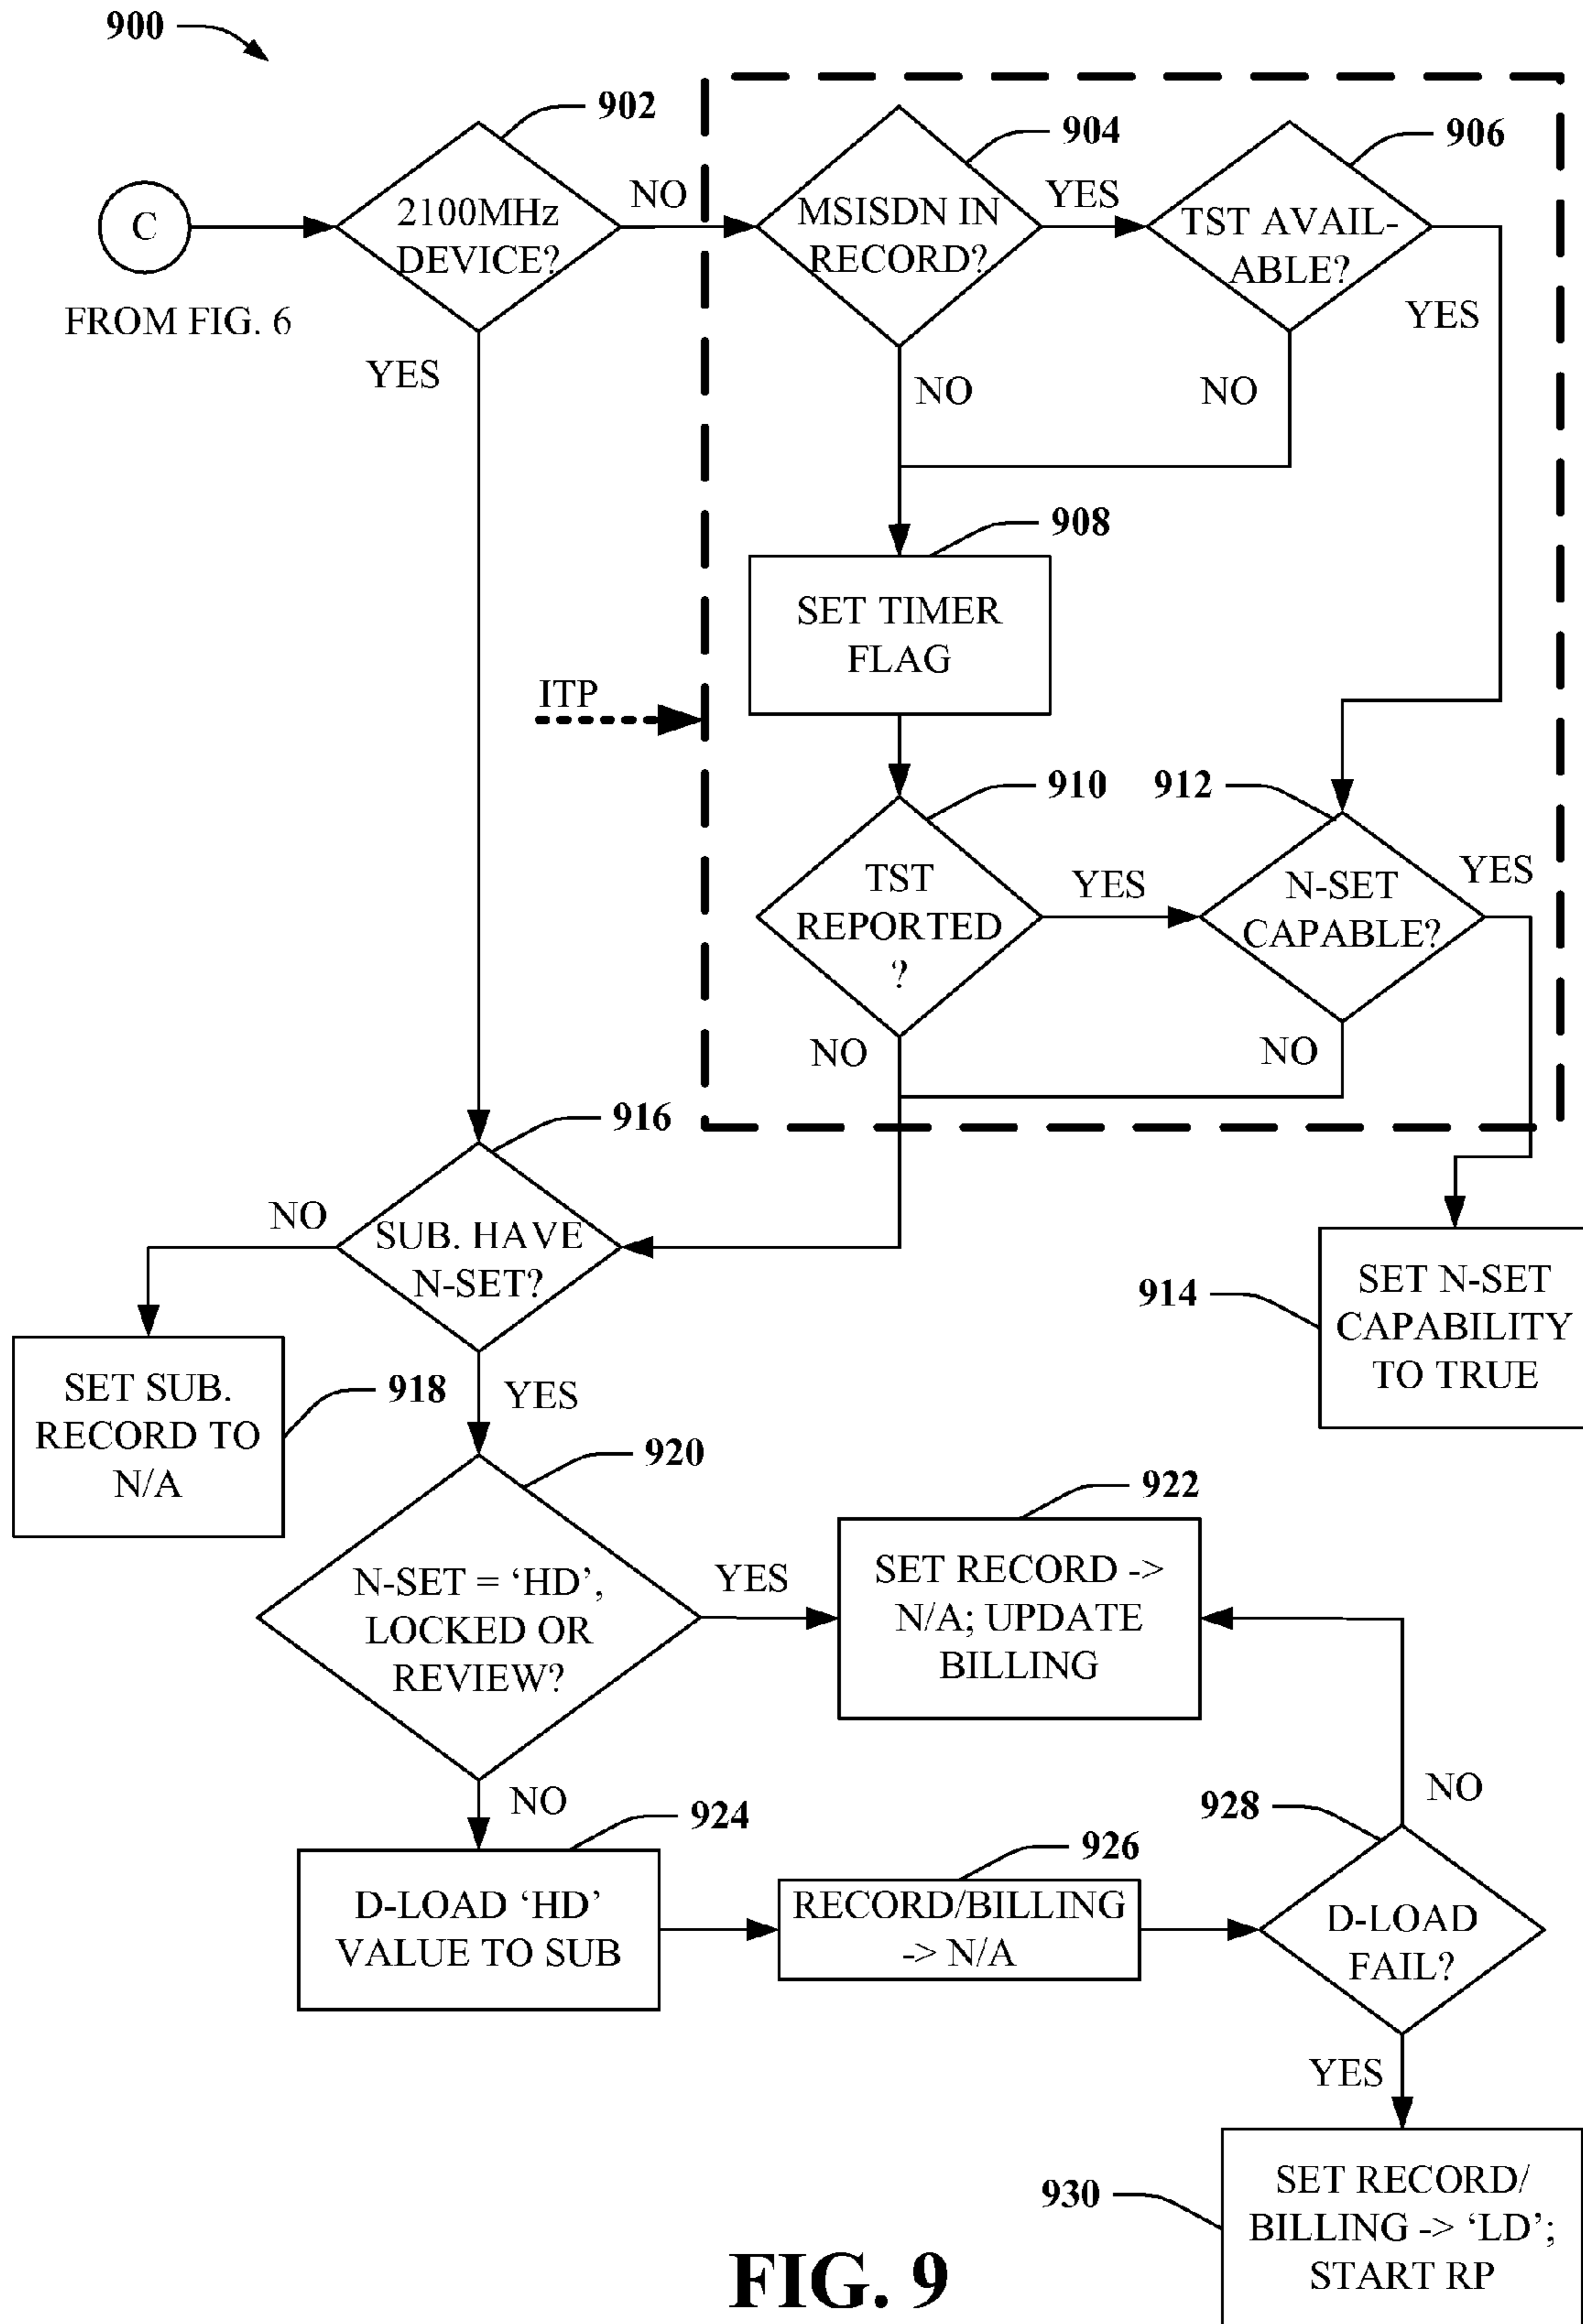 900
902
904
906
C
2100MHz
DEVICE?
NO
MSISDN IN
RECORD?
YES
TST AVAIL-
ABLE?
FROM FIG. 6
YES
YES
NO
NO
908
SET TIMER
FLAG
ITP
910
912
TST
REPORTED
?
YES
N-SET
CAPABLE?
YES
NO
NO
916
NO
SUB. HAVE
N-SET?
914
SET N-SET
CAPABILITY
TO TRUE
SET SUB.
RECORD TO
N/A
918
YES
920
922
N-SET = ‘HD’,
LOCKED OR
REVIEW?
YES
SET RECORD ->
N/A; UPDATE
BILLING
NO
NO
924
926
928
D-LOAD ‘HD’
VALUE TO SUB
RECORD/BILLING
-> N/A
D-LOAD
FAIL?
YES
930
SET RECORD/
BILLING -> ‘LD’;
START RP
FIG. 9